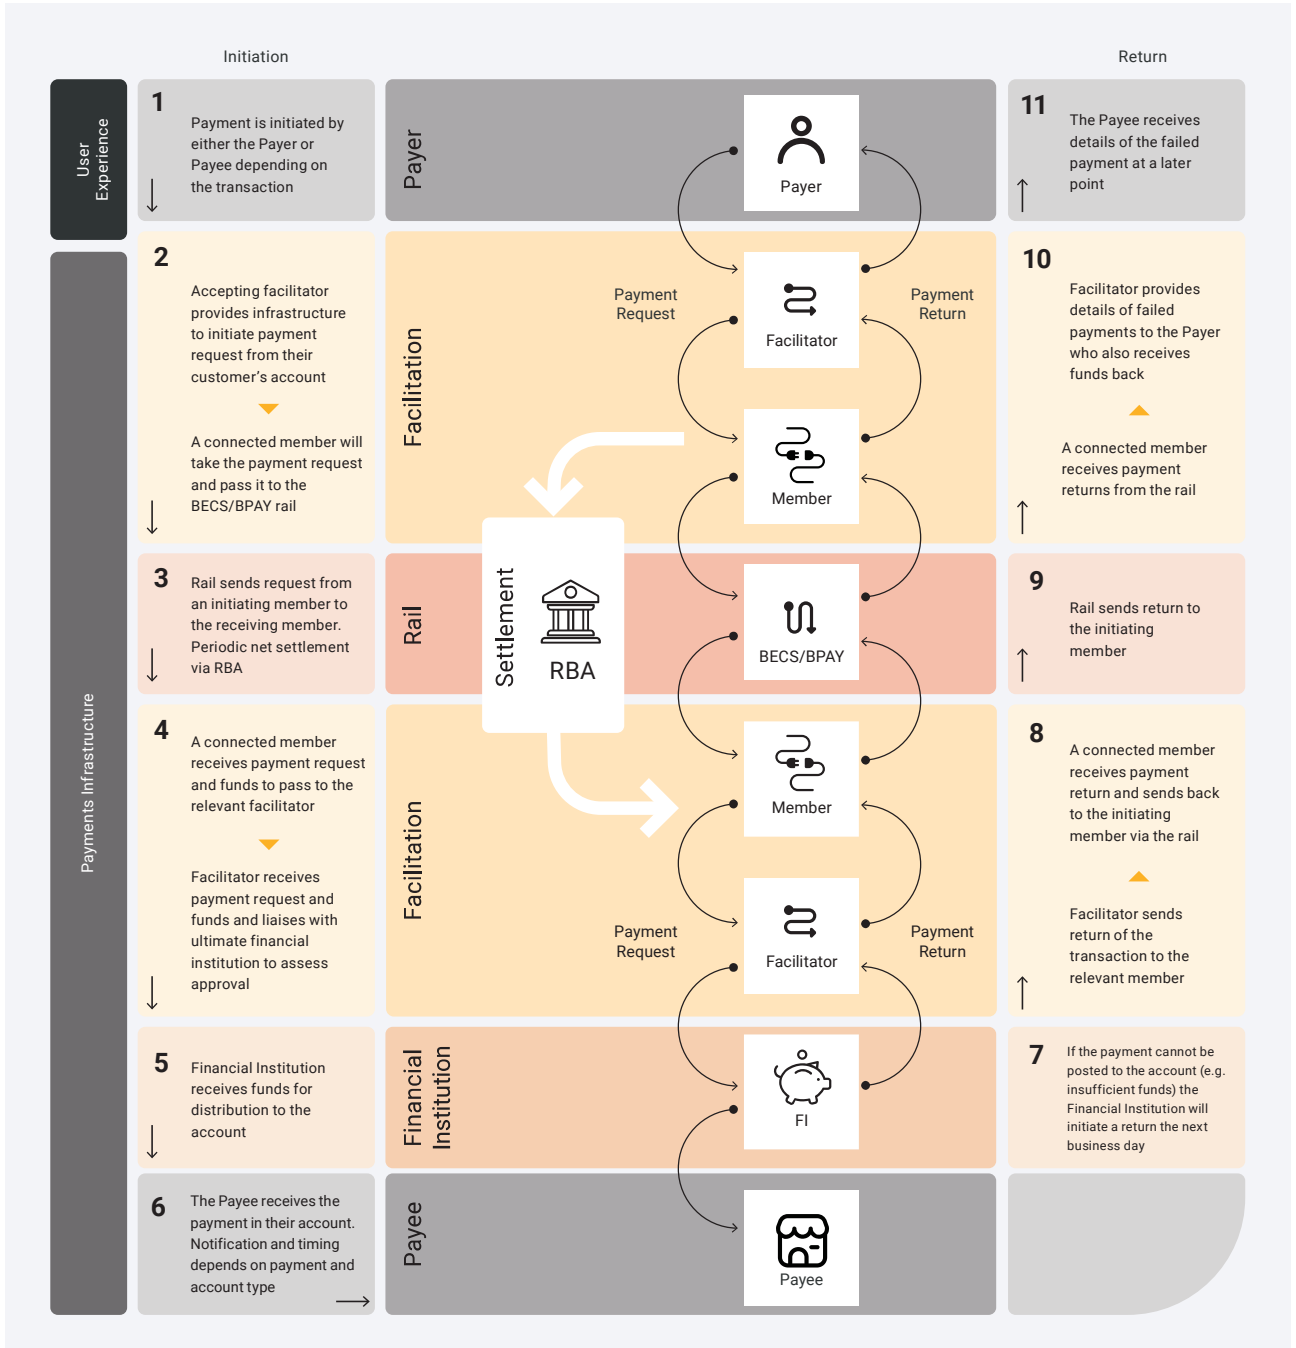 Initiation
Return
User
Experience
1
Payment is initiated by
either the Payer or
Payee depending on
the transaction
Payer
Payer
11
The Payee receives
details of the failed
payment at a later
point
Payments Infrastructure
2
Accepting facilitator
provides infrastructure
to initiate payment
request from their
customer's account
A connected member will
take the payment request
and pass it to the
BECS/BPAY rail
Facilitation
Payment
Request
Facilitator
Payment
Return
Member
10
Facilitator provides
details of failed
payments to the Payer
who also receives
funds back
A connected member
receives payment
returns from the rail
3
Rail sends request from
an initiating member to
the receiving member.
Periodic net settlement
via RBA
Rail
Settlement
RBA
BECS/BPAY
9
Rail sends return to
the initiating
member
4
A connected member
receives payment request
and funds to pass to the
relevant facilitator
Facilitator receives
payment request and
funds and liaises with
ultimate financial
institution to assess
approval
Facilitation
Member
Payment
Request
Facilitator
Payment
Return
8
A connected member
receives payment
return and sends back
to the initiating
member via the rail
Facilitator sends
return of the
transaction to the
relevant member
5
Financial Institution
receives funds for
distribution to the
account
Financial
Institution
FI
7
If the payment cannot be
posted to the account (e.g.
insufficient funds) the
Financial Institution will
initiate a return the next
business day
6
The Payee receives the
payment in their account.
Notification and timing
depends on payment and
account type
Payee
Payee